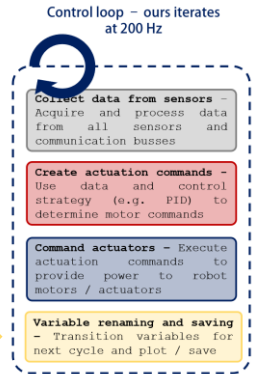 Control loop – ours iterates
at 200 Hz
Collect data from sensors –
Acquire and process data
from all sensors and
communication busses
Create actuation commands –
Use data and control
strategy (e.g. PID) to
determine motor commands
Command actuators – Execute
actuation commands to
provide power to robot
motors / actuators
Variable renaming and saving
– Transition variables for
next cycle and plot / save